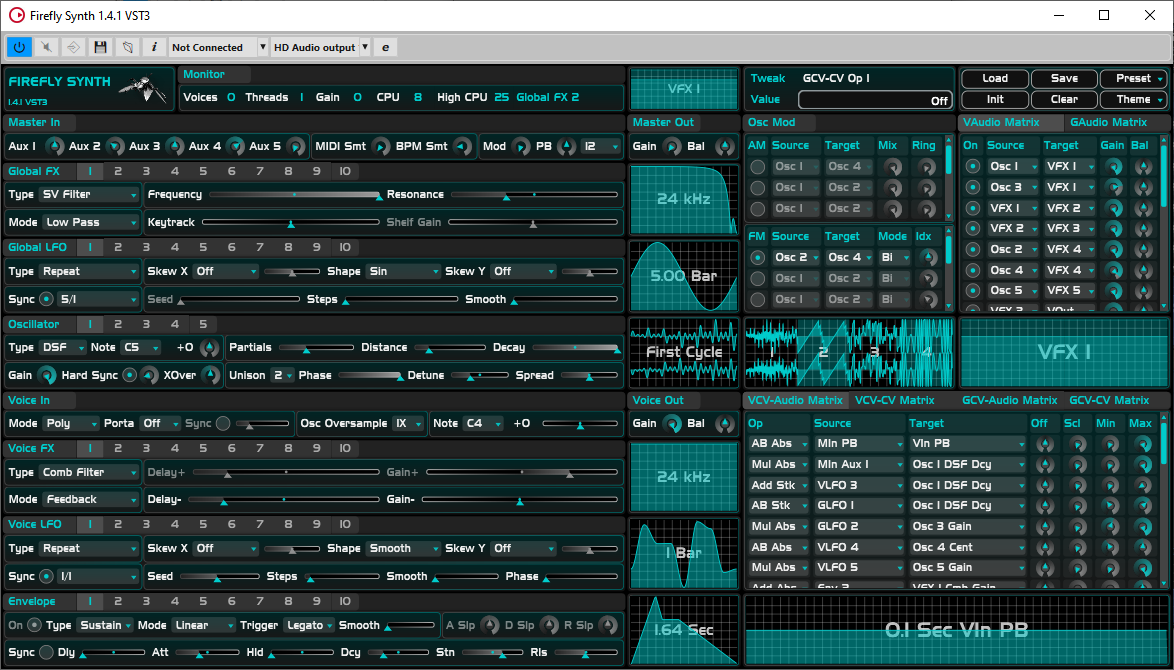 Firefly Synth 1.4.1 VST3
Not Connected HD Audio output e
FIREFLY SYNTH
1.4.1 VST3
Monitor
Voices 0 Threads 1 Gain 0 CPU 8 High CPU 25 Global FX 2
VFX 1
Tweak GCV-CV Op 1
Value Off
Load Save Preset
Init Clear Theme
Master In
Aux 1 Aux 2 Aux 3 Aux 4 Aux 5 MIDI Smt BPM Smt Mod PB 12
Master Out
Gain Bal
Osc Mod
AM Source Target Mix Ring
Osc 1 Osc 4
Osc 1 Osc 2
Osc 1 Osc 2
FM Source Target Mode Idx
Osc 2 Osc 4 Bi
Osc 1 Osc 2 Bi
Osc 1 Osc 2 Bi
VAudio Matrix GAudio Matrix
On Source Target Gain Bal
Osc 1 VFX 1
Osc 3 VFX 1
VFX 1 VFX 2
VFX 2 VFX 3
Osc 2 VFX 4
Osc 4 VFX 4
Osc 5 VFX 5
VFX 3 VOut
Global FX 1 2 3 4 5 6 7 8 9 10
Type SV Filter Frequency Resonance
Mode Low Pass Keytrack Shelf Gain
24 kHz
Global LFO 1 2 3 4 5 6 7 8 9 10
Type Repeat Skew X Off Shape Sin Skew Y Off
Sync 5/1 Seed Steps Smooth
5.00 Bar
Oscillator 1 2 3 4 5
Type DSF Note C5 +0 Partials Distance Decay
Gain Hard Sync XOver Unison 2 Phase Detune Spread
First Cycle
1 2 3 4
VFX 1
Voice In
Mode Poly Porta Off Sync Osc Oversample 1X Note C4 +0
Voice Out
Gain Bal
Voice FX 1 2 3 4 5 6 7 8 9 10
Type Comb Filter Delay+ Gain+
Mode Feedback Delay- Gain-
24 kHz
Voice LFO 1 2 3 4 5 6 7 8 9 10
Type Repeat Skew X Off Shape Smooth Skew Y Off
Sync 1/1 Seed Steps Smooth Phase
1 Bar
Envelope 1 2 3 4 5 6 7 8 9 10
On Type Sustain Mode Linear Trigger Legato Smooth A Slp D Slp R Slp
Sync Dly Att Hld Dcy Stn Rls
1.64 Sec
VCV-Audio Matrix VCV-CV Matrix GCV-Audio Matrix GCV-CV Matrix
Op Source Target Off Scl Min Max
AB Abs MIn PB VIn PB
Mul Abs MIn Aux 1 Osc 1 DSF Dcy
Add Stk VLFO 3 Osc 1 DSF Dcy
AB Stk GLFO 1 Osc 1 DSF Dcy
Mul Abs GLFO 2 Osc 3 Gain
AB Abs VLFO 4 Osc 4 Cent
Mul Abs VLFO 5 Osc 5 Gain
Add Abs Env 2 VFX 1 Cmb Gain
0.1 Sec VIn PB